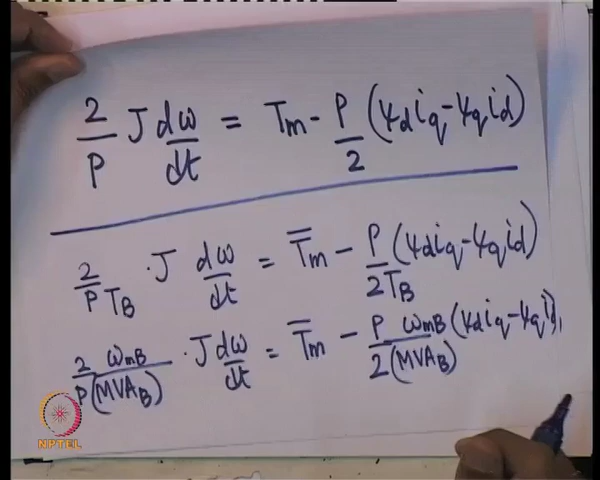 2/P J dω/dt = Tm - P/2 (ψd iq - ψq id)
2/(P TB) · J dω/dt = T̿m - P/(2TB) (ψd iq - ψq id)
2/P ωmB/(MVAB) · J dω/dt = T̿m - P/2 ωmB/(MVAB) (ψd iq - ψq id)
NPTEL